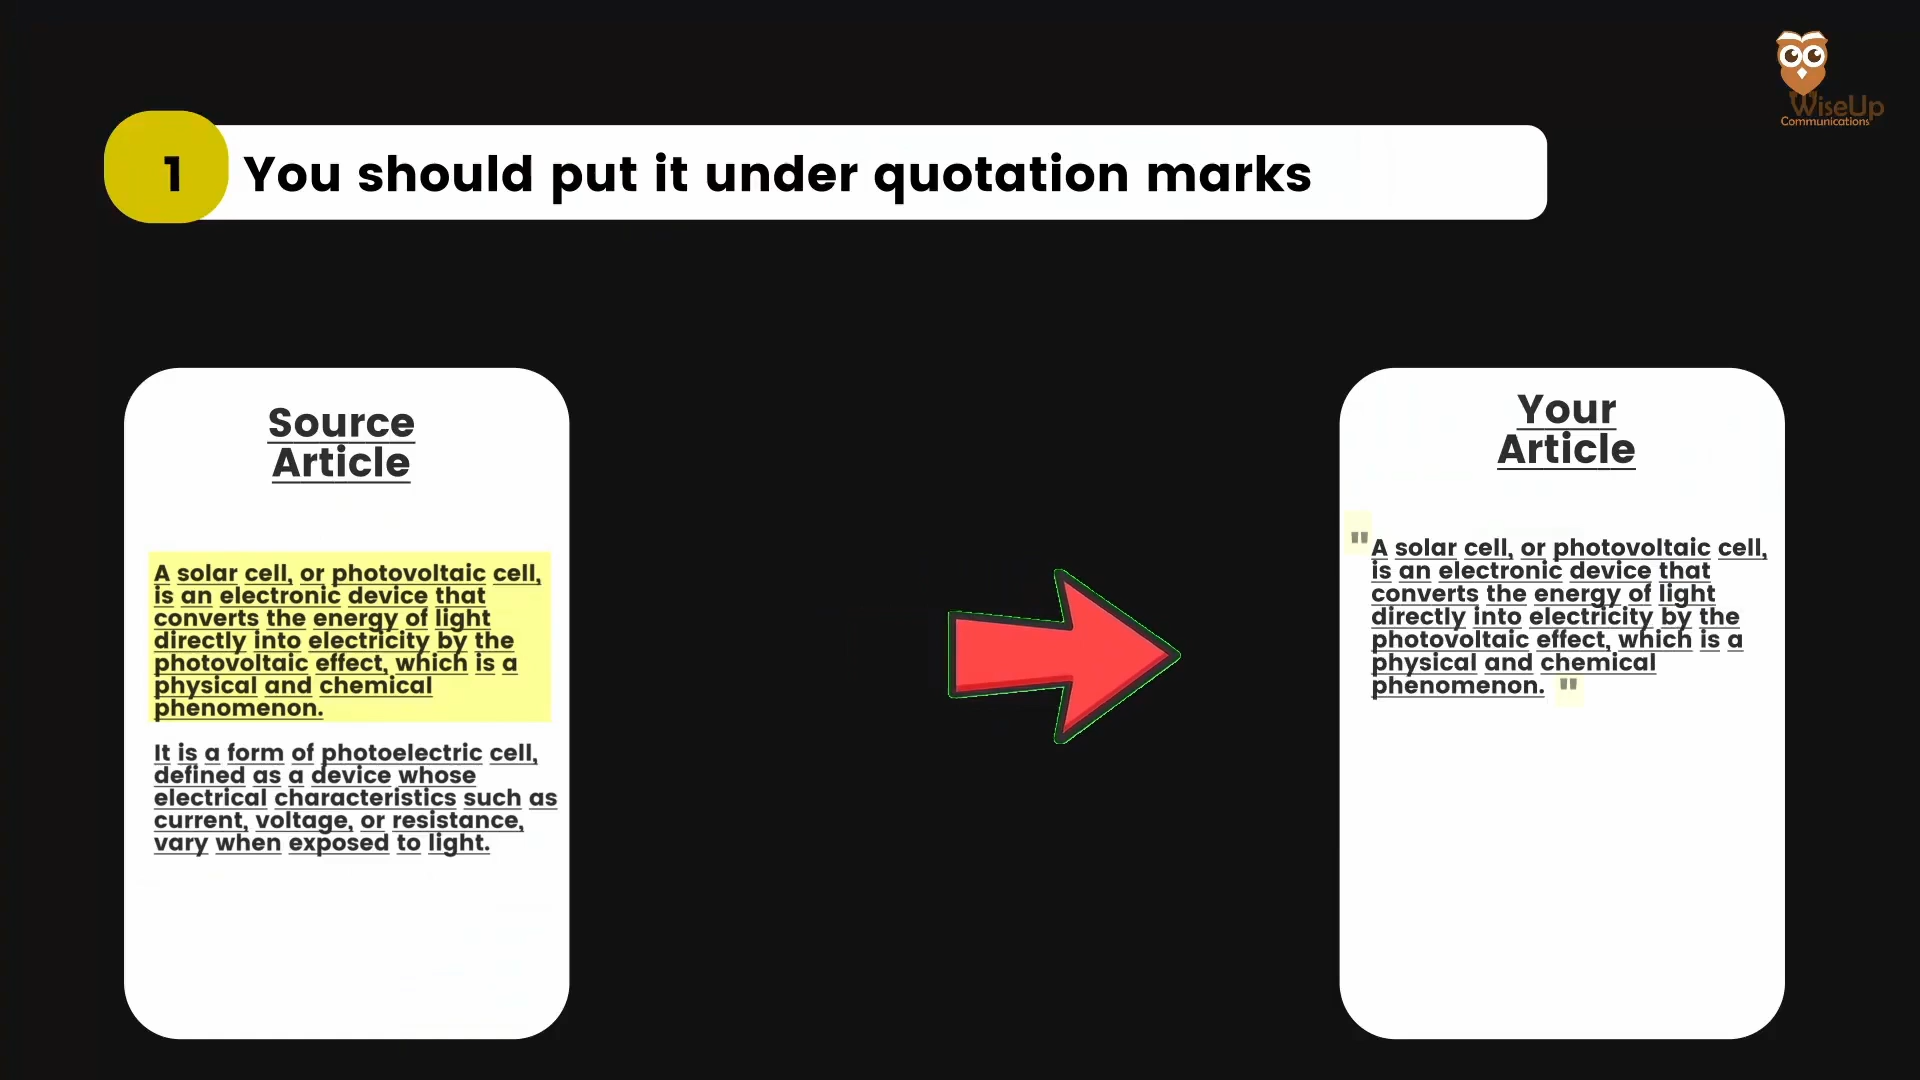 WiseUp
Communications
1
You should put it under quotation marks
Source
Article
A solar cell, or photovoltaic cell,
is an electronic device that
converts the energy of light
directly into electricity by the
photovoltaic effect, which is a
physical and chemical
phenomenon.
It is a form of photoelectric cell,
defined as a device whose
electrical characteristics such as
current, voltage, or resistance,
vary when exposed to light.
Your
Article
"A solar cell, or photovoltaic cell,
is an electronic device that
converts the energy of light
directly into electricity by the
photovoltaic effect, which is a
physical and chemical
phenomenon. "